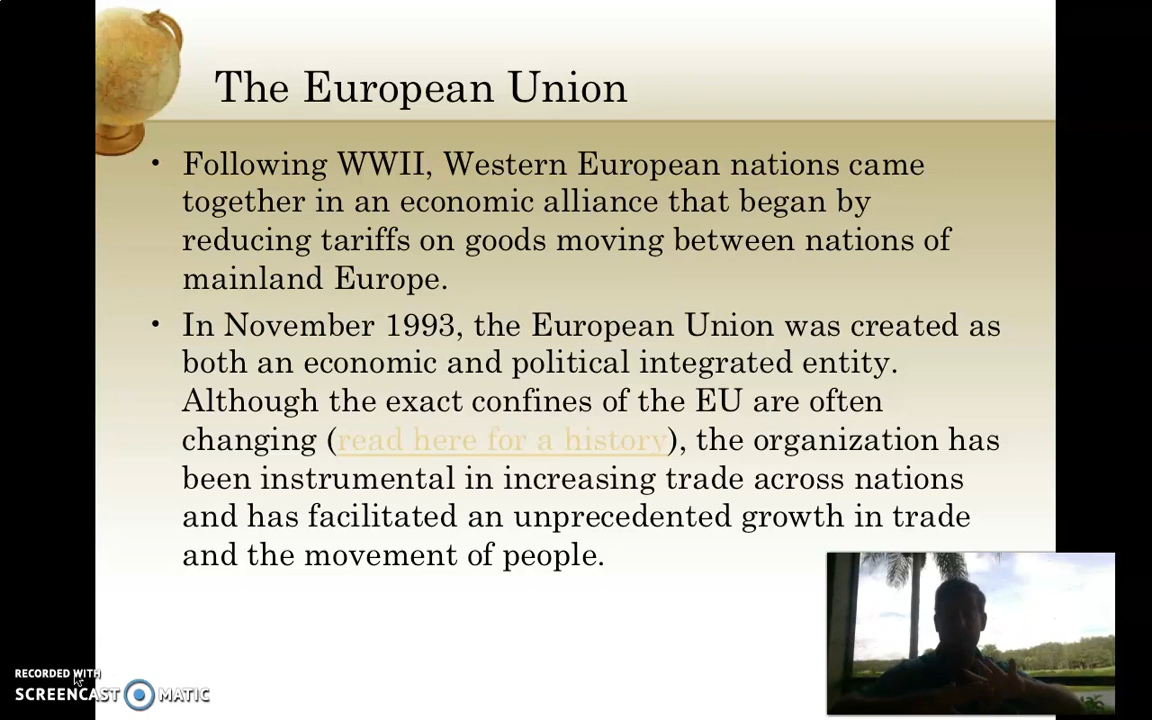 The European Union
• Following WWII, Western European nations came
together in an economic alliance that began by
reducing tariffs on goods moving between nations of
mainland Europe.
• In November 1993, the European Union was created as
both an economic and political integrated entity.
Although the exact confines of the EU are often
changing (read here for a history), the organization has
been instrumental in increasing trade across nations
and has facilitated an unprecedented growth in trade
and the movement of people.
RECORDED WITH
SCREENCAST MATIC